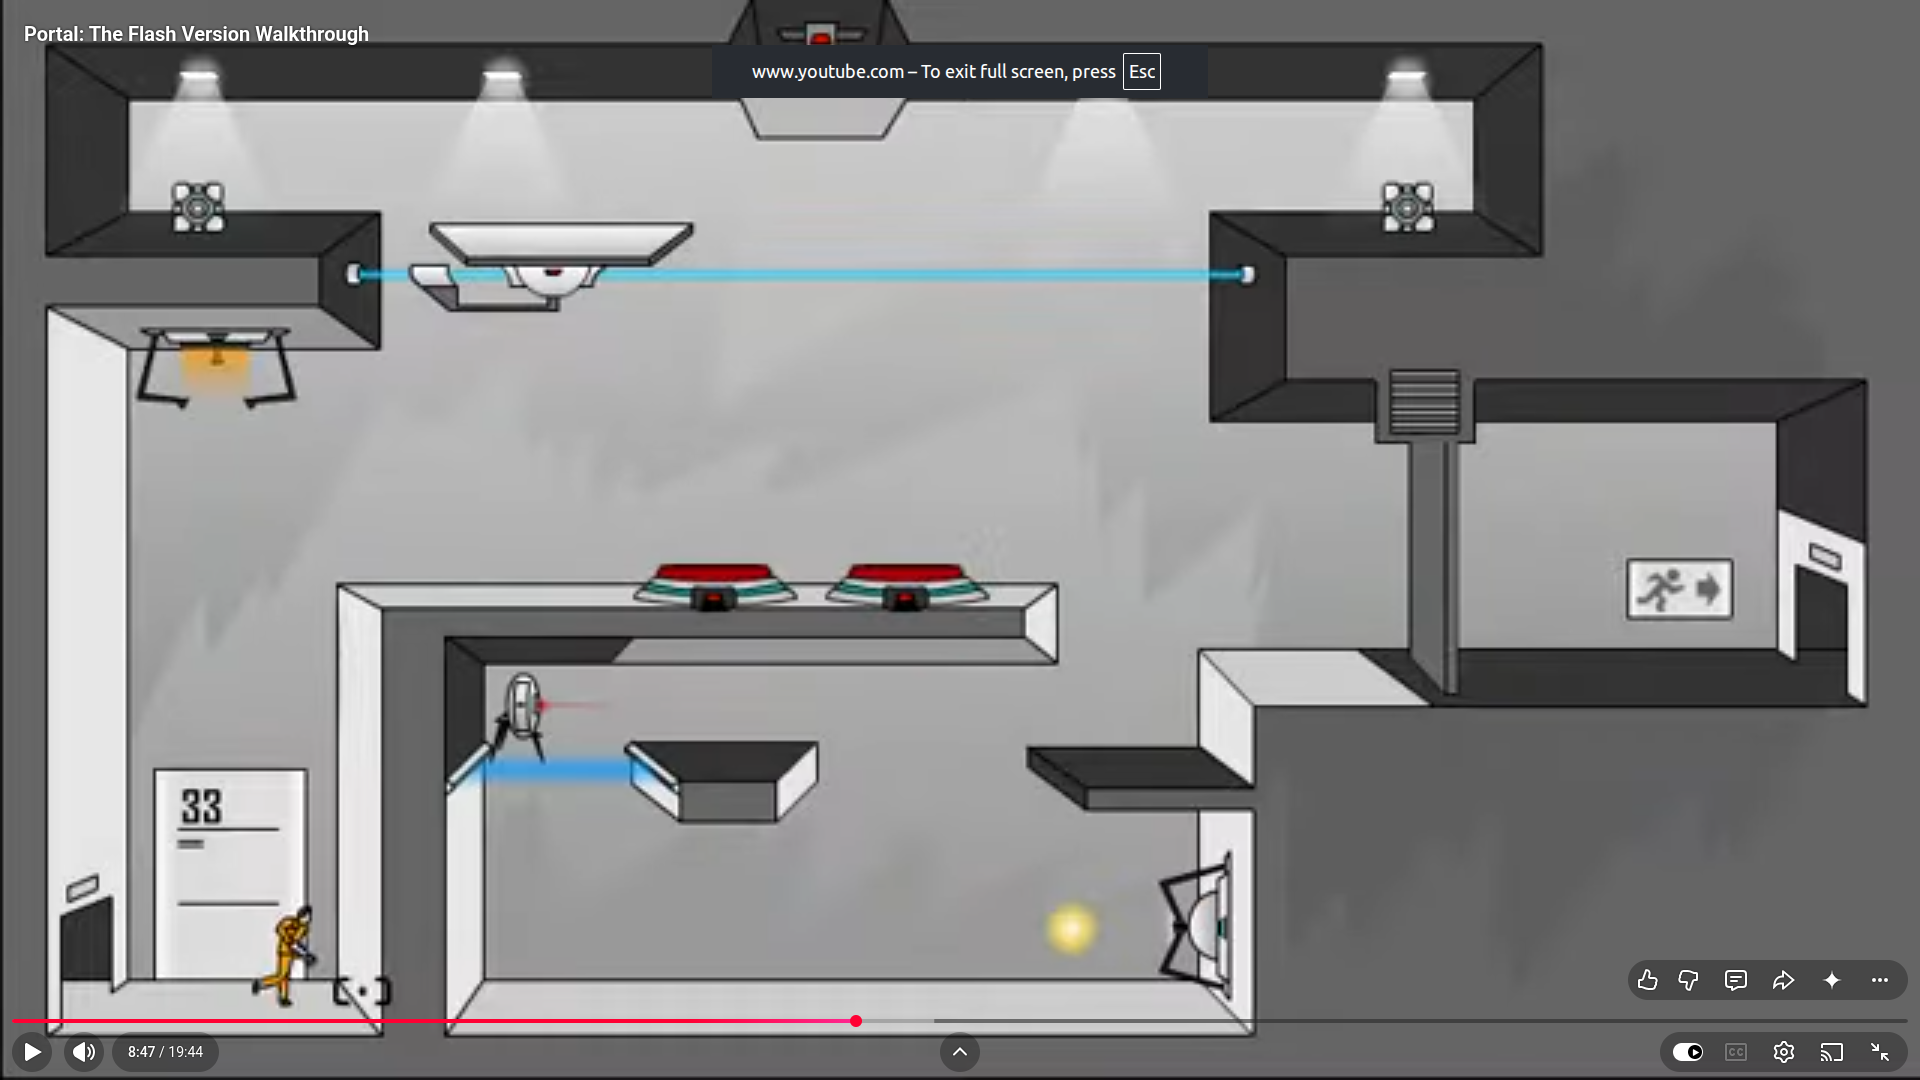 Portal: The Flash Version Walkthrough
www.youtube.com – To exit full screen, press Esc
33
8:47 / 19:44
CC